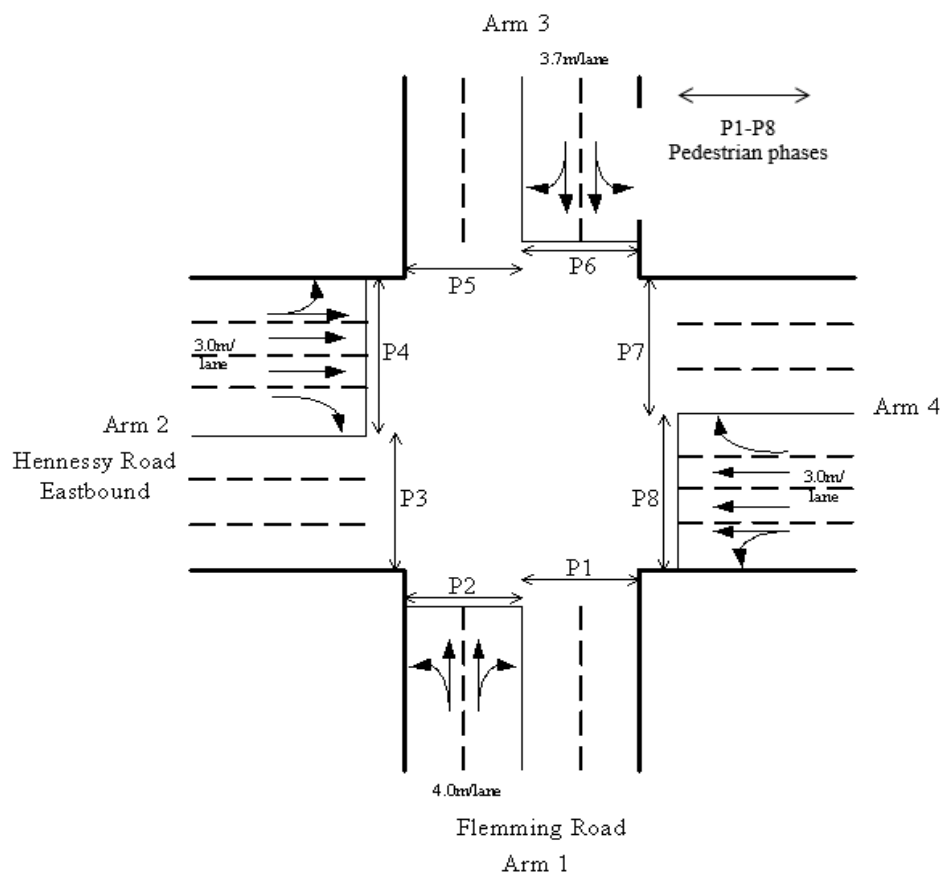 Arm 3
3.7m/lane
P1-P8
Pedestrian phases
P5
P6
3.0m/
lane
P4
P7
Arm 2
Hennessy Road
Eastbound
Arm 4
P3
P8
3.0m/
lane
P2
P1
4.0m/lane
Flemming Road
Arm 1